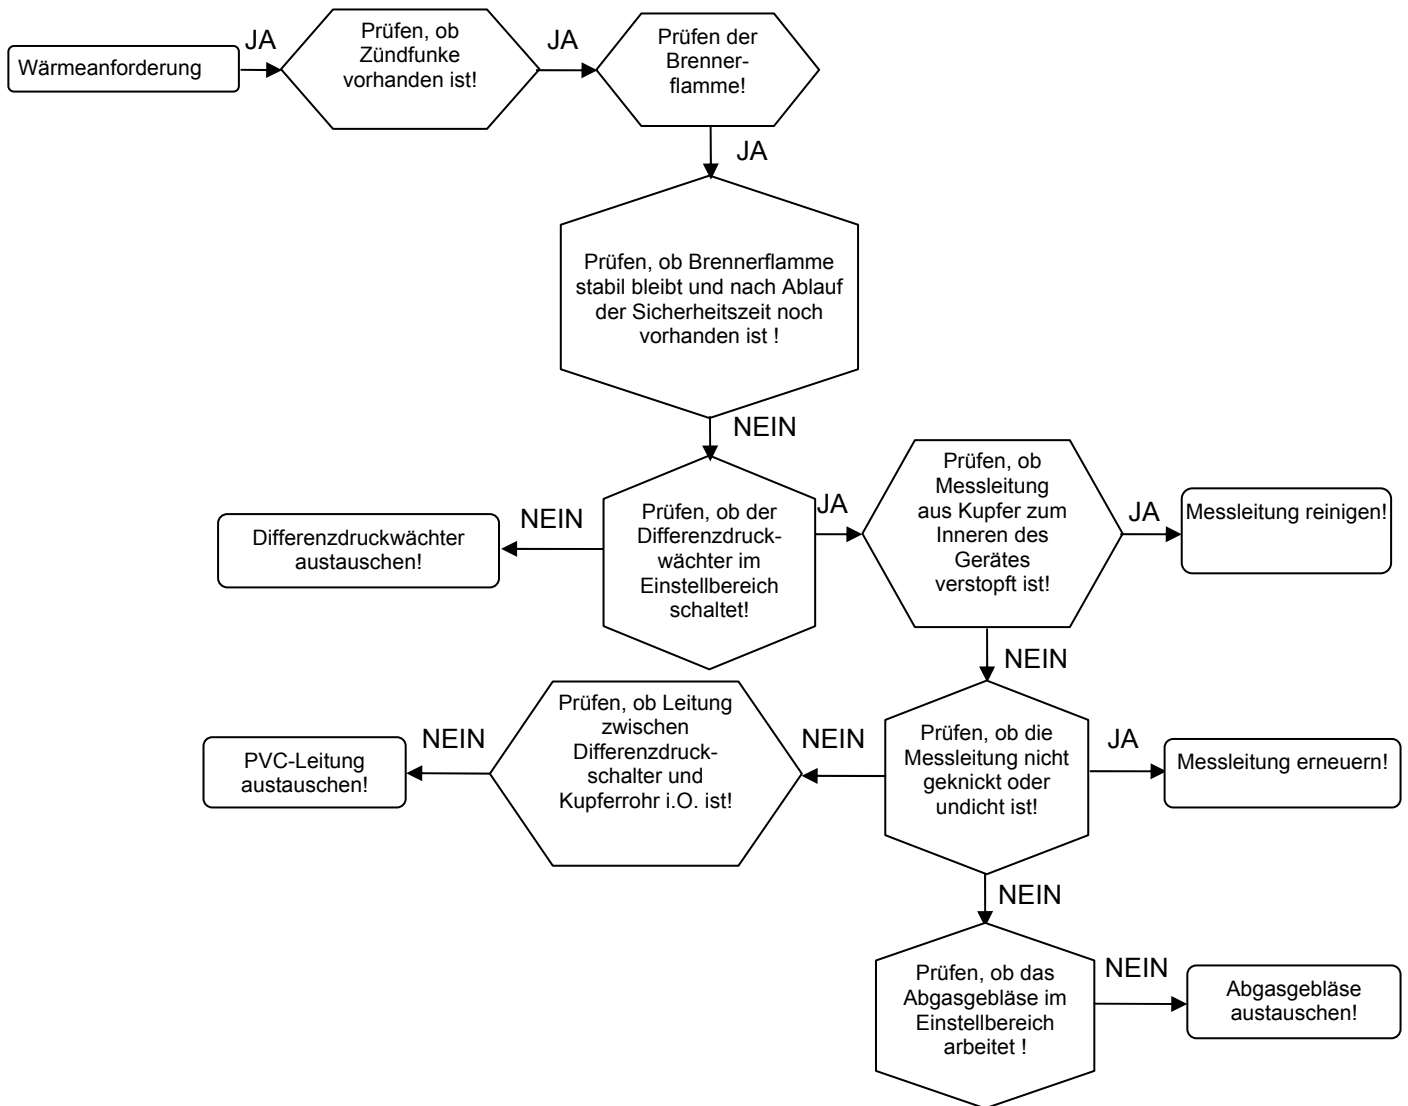 Wärmeanforderung
JA
Prüfen, ob
Zündfunke
vorhanden ist!
JA
Prüfen der
Brenner-
flamme!
JA
Prüfen, ob Brennerflamme
stabil bleibt und nach Ablauf
der Sicherheitszeit noch
vorhanden ist !
NEIN
Prüfen, ob der
Differenzdruck-
wächter im
Einstellbereich
schaltet!
NEIN
Differenzdruckwächter
austauschen!
JA
Prüfen, ob
Messleitung
aus Kupfer zum
Inneren des
Gerätes
verstopft ist!
JA
Messleitung reinigen!
NEIN
Prüfen, ob die
Messleitung nicht
geknickt oder
undicht ist!
JA
Messleitung erneuern!
NEIN
Prüfen, ob Leitung
zwischen
Differenzdruck-
schalter und
Kupferrohr i.O. ist!
NEIN
PVC-Leitung
austauschen!
NEIN
Prüfen, ob das
Abgasgebläse im
Einstellbereich
arbeitet !
NEIN
Abgasgebläse
austauschen!